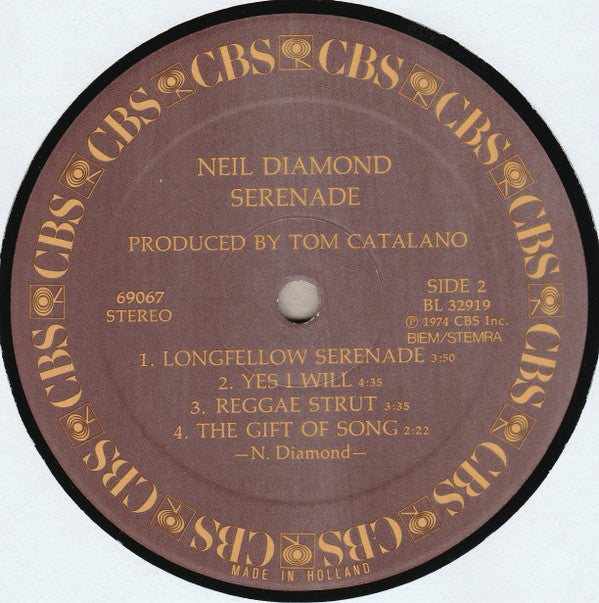 CBS CBS CBS CBS CBS CBS CBS CBS CBS CBS CBS CBS
NEIL DIAMOND
SERENADE
PRODUCED BY TOM CATALANO
69067
STEREO
SIDE 2
BL 32919
℗ 1974 CBS Inc.
BIEM/STEMRA
1. LONGFELLOW SERENADE 3:50
2. YES I WILL 4:35
3. REGGAE STRUT 3:35
4. THE GIFT OF SONG 2:22
—N. Diamond—
MADE IN HOLLAND